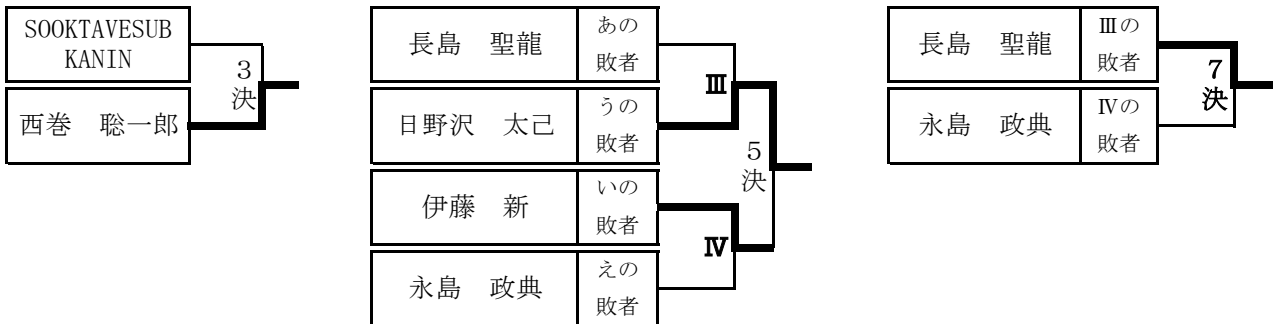 SOOKTAVESUB
KANIN
西巻　聡一郎
3
決
長島　聖龍
あの
敗者
日野沢　太己
うの
敗者
伊藤　新
いの
敗者
永島　政典
えの
敗者
Ⅲ
Ⅳ
5
決
長島　聖龍
Ⅲの
敗者
永島　政典
Ⅳの
敗者
7
決